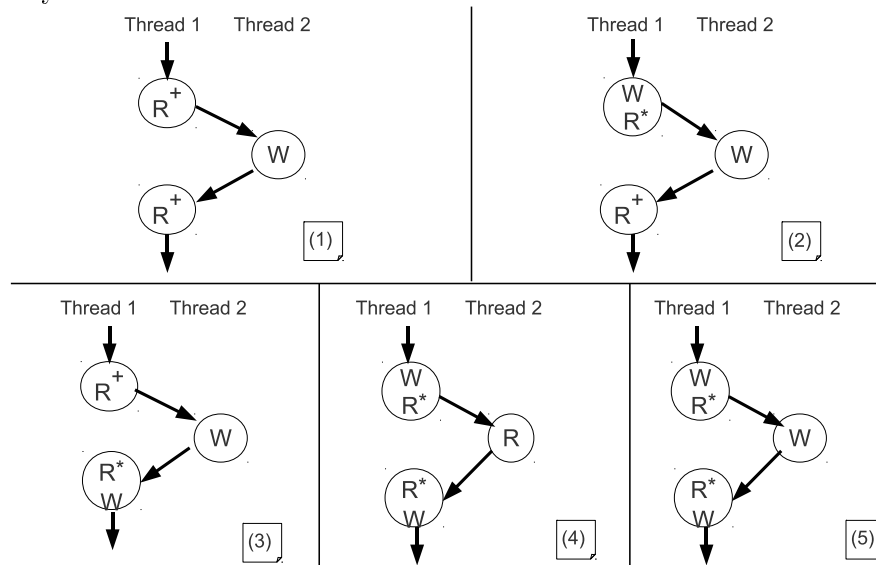 Thread 1 Thread 2
R+
W
R+
(1)
Thread 1 Thread 2
W
R*
W
R+
(2)
Thread 1 Thread 2
R+
W
R*
W
(3)
Thread 1 Thread 2
W
R*
R
R*
W
(4)
Thread 1 Thread 2
W
R*
W
R*
W
(5)